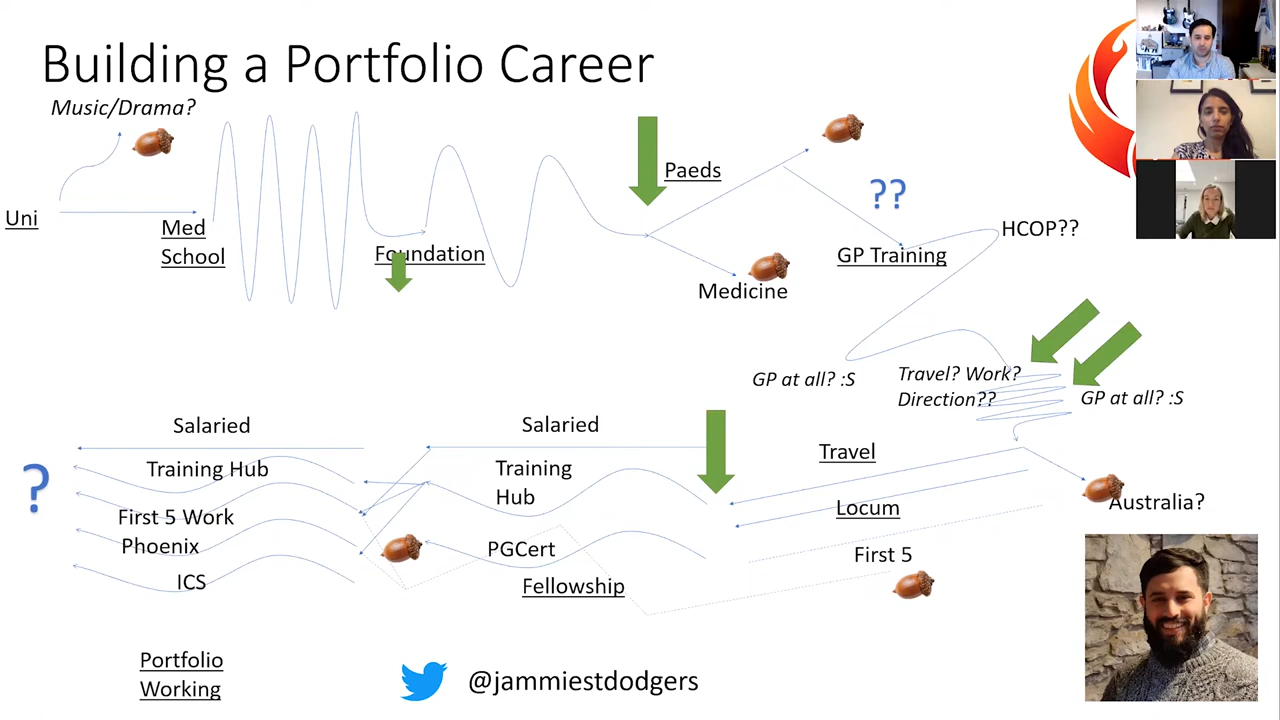 Building a Portfolio Career
Music/Drama?
Uni
Med
School
Foundation
Paeds
Medicine
??
GP Training
HCOP??
GP at all? :S
Travel? Work?
Direction??
GP at all? :S
Travel
Locum
First 5
Australia?
Salaried
Training
Hub
PGCert
Fellowship
Salaried
Training Hub
First 5 Work
Phoenix
ICS
?
Portfolio
Working
@jammiestdodgers